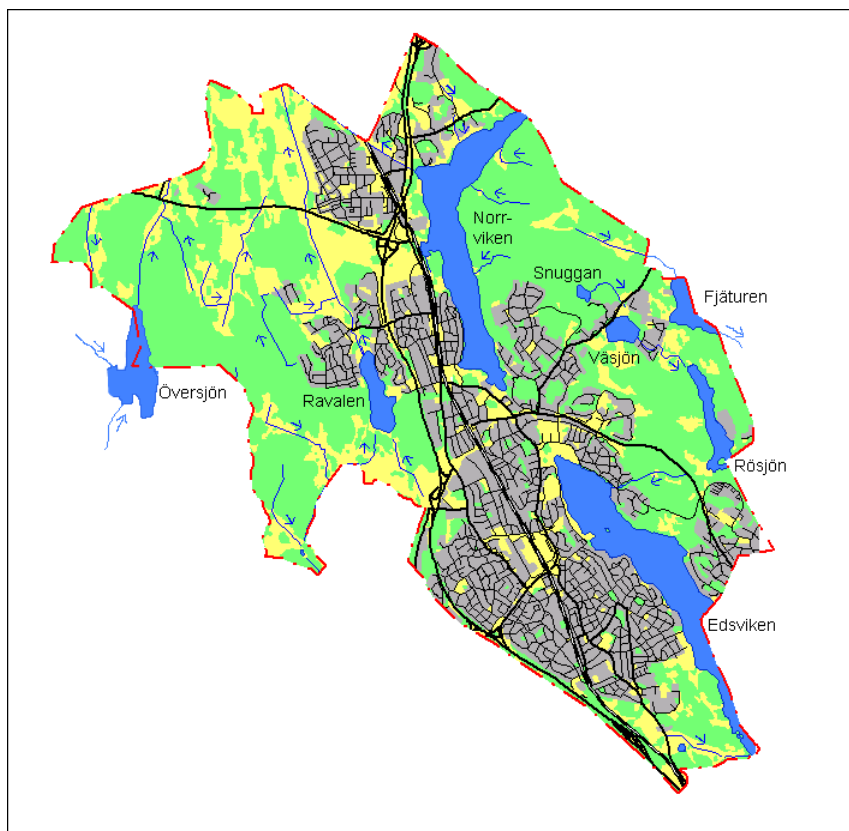 Norr-
viken
Snuggan
Fjäturen
Väsjön
Översjön
Ravalen
Rösjön
Edsviken